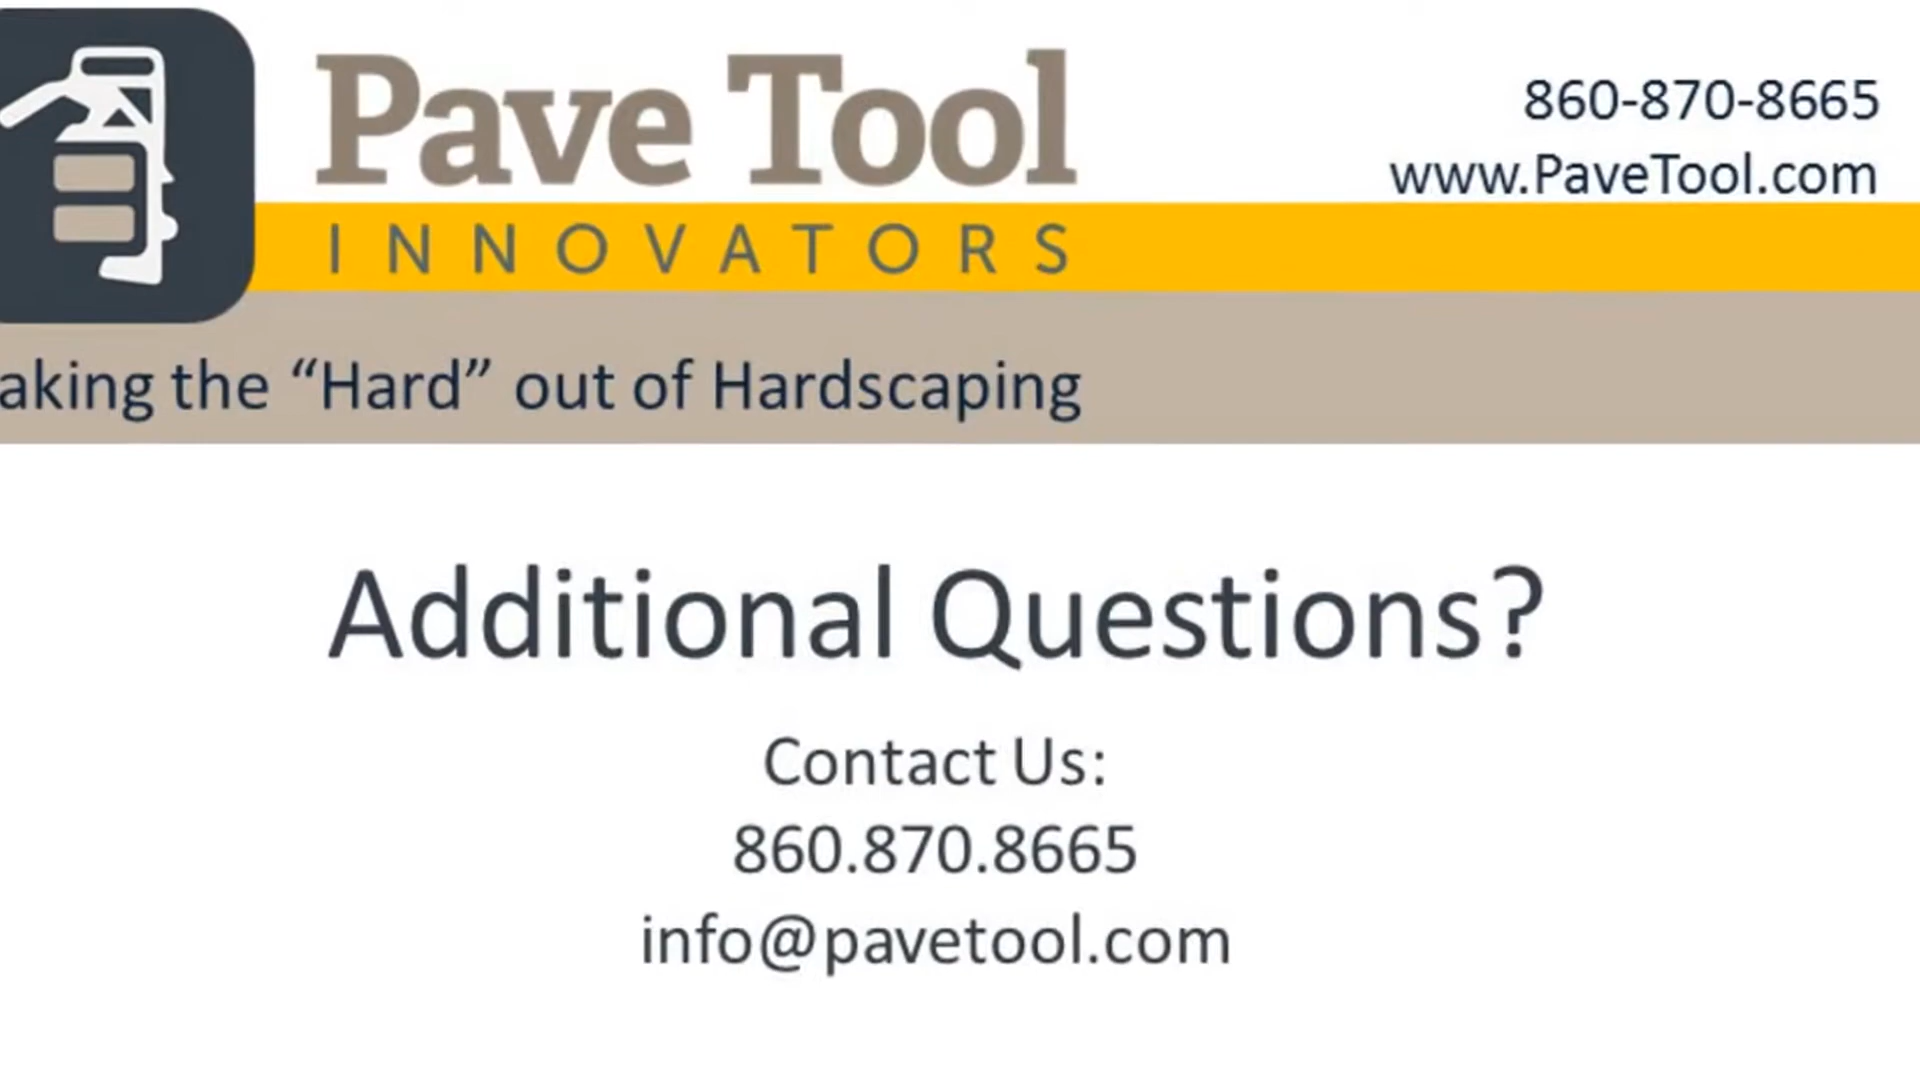 Pave Tool
INNOVATORS
860-870-8665
www.PaveTool.com
aking the “Hard” out of Hardscaping
Additional Questions?
Contact Us:
860.870.8665
info@pavetool.com